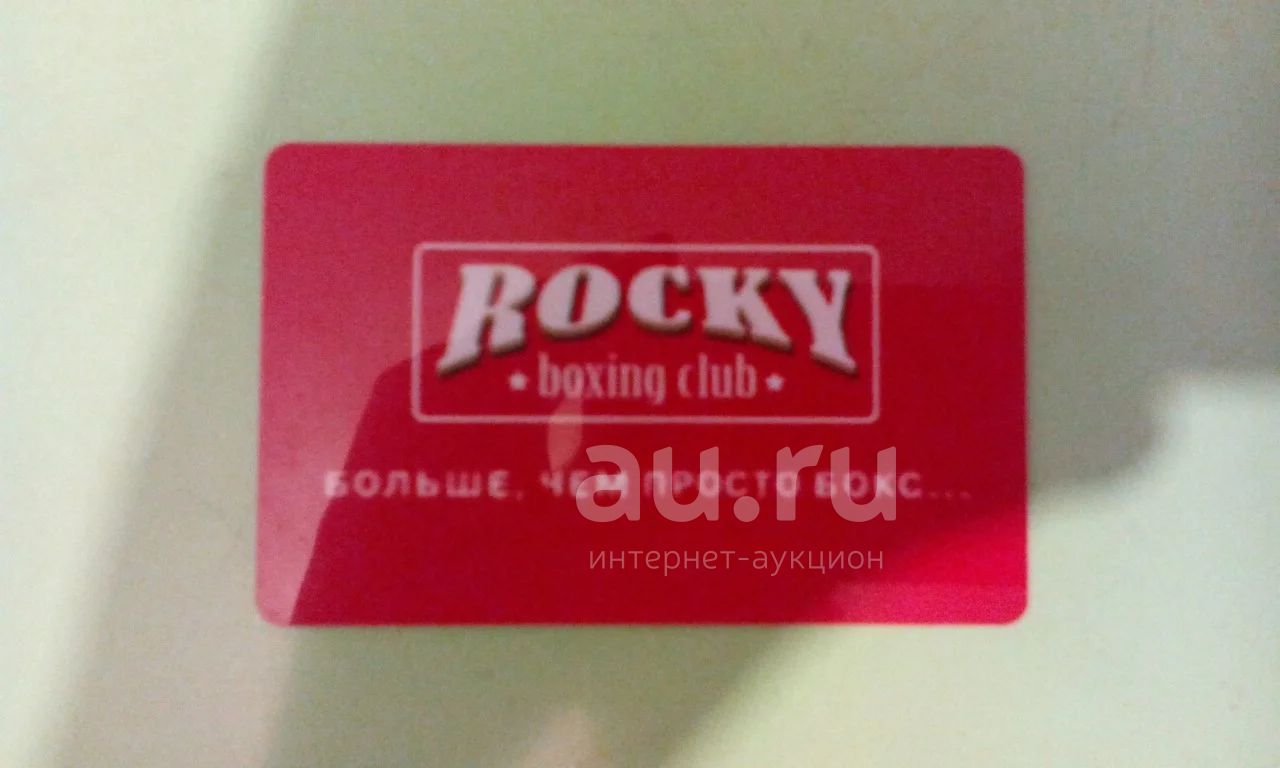 ROCKY
★ boxing club ★
БОЛЬШЕ, ЧЕМ ПРОСТО БОКС...
au.ru
интернет-аукцион